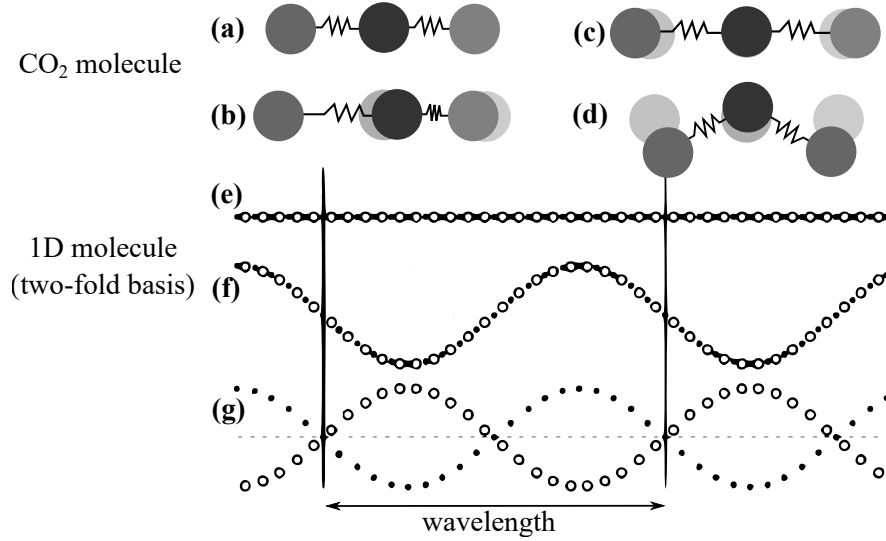 (a)
(c)
CO₂ molecule
(b)
(d)
(e)
1D molecule
(two-fold basis)
(f)
(g)
wavelength